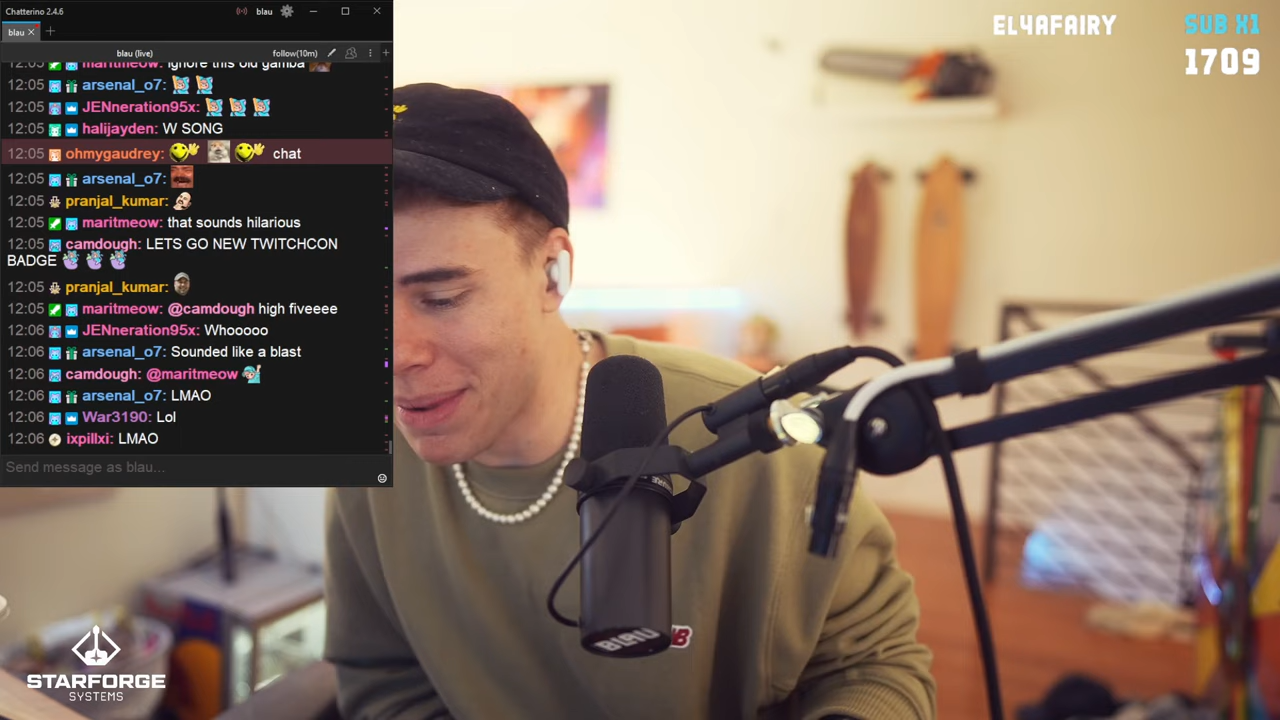 Chatterino 2.4.6
blau
blau
blau (live)
follow(10m)
12:05 maritmeow: ignore this old gamba
12:05 arsenal_o7:
12:05 JENneration95x:
12:05 halijayden: W SONG
12:05 ohmygaudrey: chat
12:05 arsenal_o7:
12:05 pranjal_kumar:
12:05 maritmeow: that sounds hilarious
12:05 camdough: LETS GO NEW TWITCHCON
BADGE
12:05 pranjal_kumar:
12:05 maritmeow: @camdough high fiveeee
12:06 JENneration95x: Whooooo
12:06 arsenal_o7: Sounded like a blast
12:06 camdough: @maritmeow
12:06 arsenal_o7: LMAO
12:06 War3190: Lol
12:06 ixpillxi: LMAO
Send message as blau...
EL4AFAIRY
SUB X1
1709
BLAU
STARFORGE
SYSTEMS